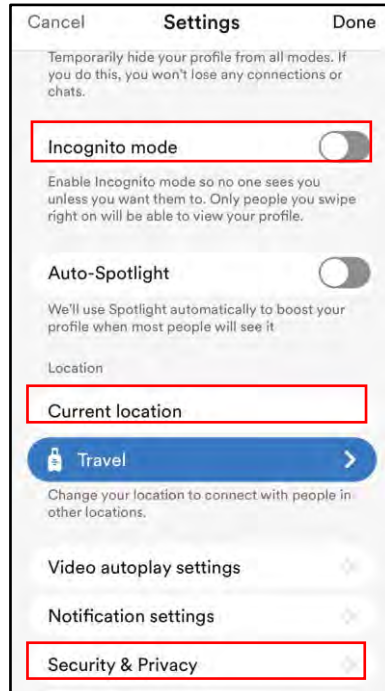 Cancel Settings Done
Temporarily hide your profile from all modes. If
you do this, you won't lose any connections or
chats.
Incognito mode
Enable Incognito mode so no one sees you
unless you want them to. Only people you swipe
right on will be able to view your profile.
Auto-Spotlight
We'll use Spotlight automatically to boost your
profile when most people will see it
Location
Current location
Travel
Change your location to connect with people in
other locations.
Video autoplay settings
Notification settings
Security & Privacy